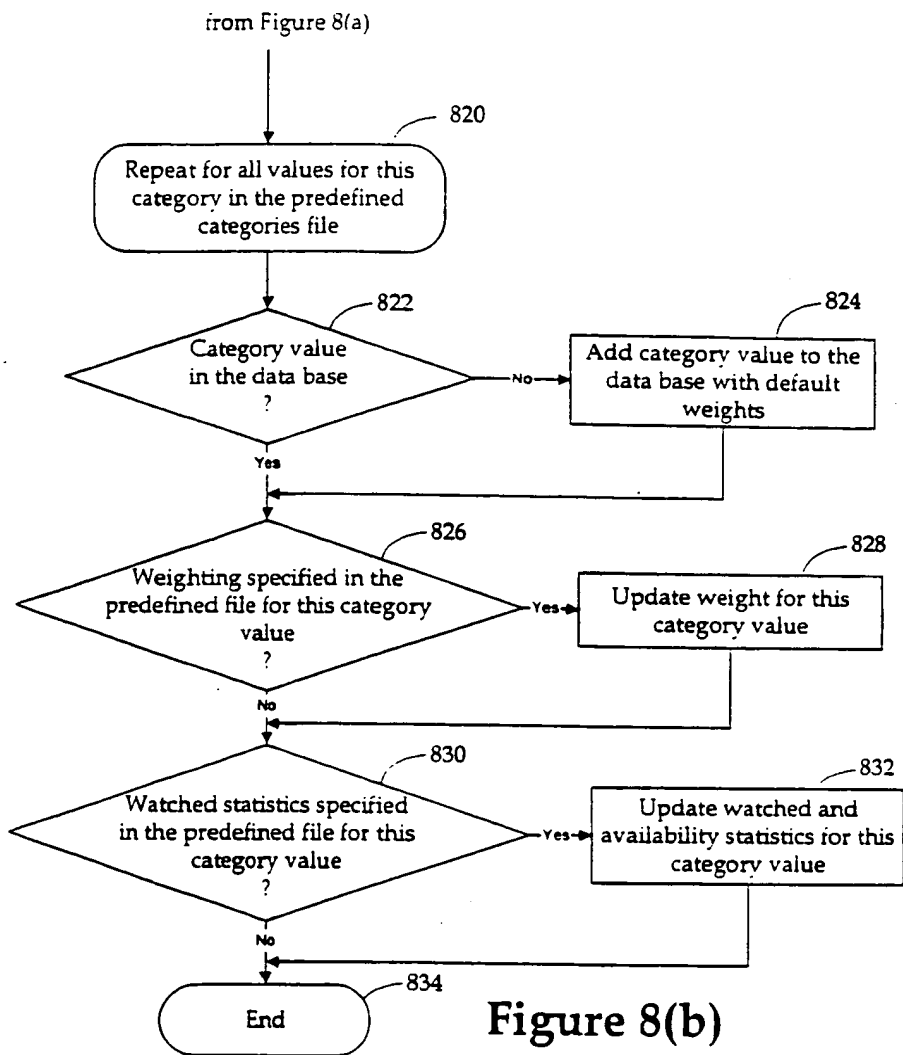 from Figure 8(a)
820
Repeat for all values for this
category in the predefined
categories file
822
Category value
in the data base
?
No
824
Add category value to the
data base with default
weights
Yes
826
Weighting specified in the
predefined file for this category
value
?
Yes
828
Update weight for this
category value
No
830
Watched statistics specified
in the predefined file for this
category value
?
Yes
832
Update watched and
availability statistics for this
category value
No
834
End
Figure 8(b)